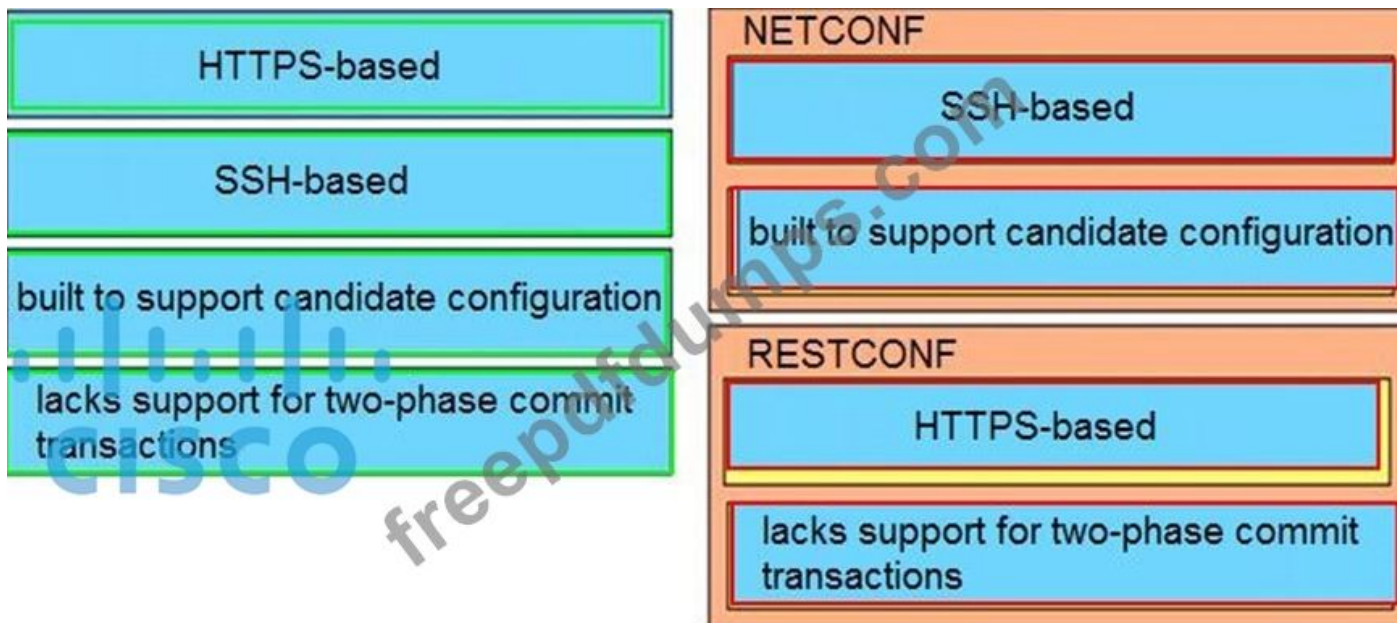 HTTPS-based
SSH-based
built to support candidate configuration
lacks support for two-phase commit
transactions
CISCO
NETCONF
SSH-based
built to support candidate configuration
RESTCONF
HTTPS-based
lacks support for two-phase commit
transactions
freepdfdumps.com